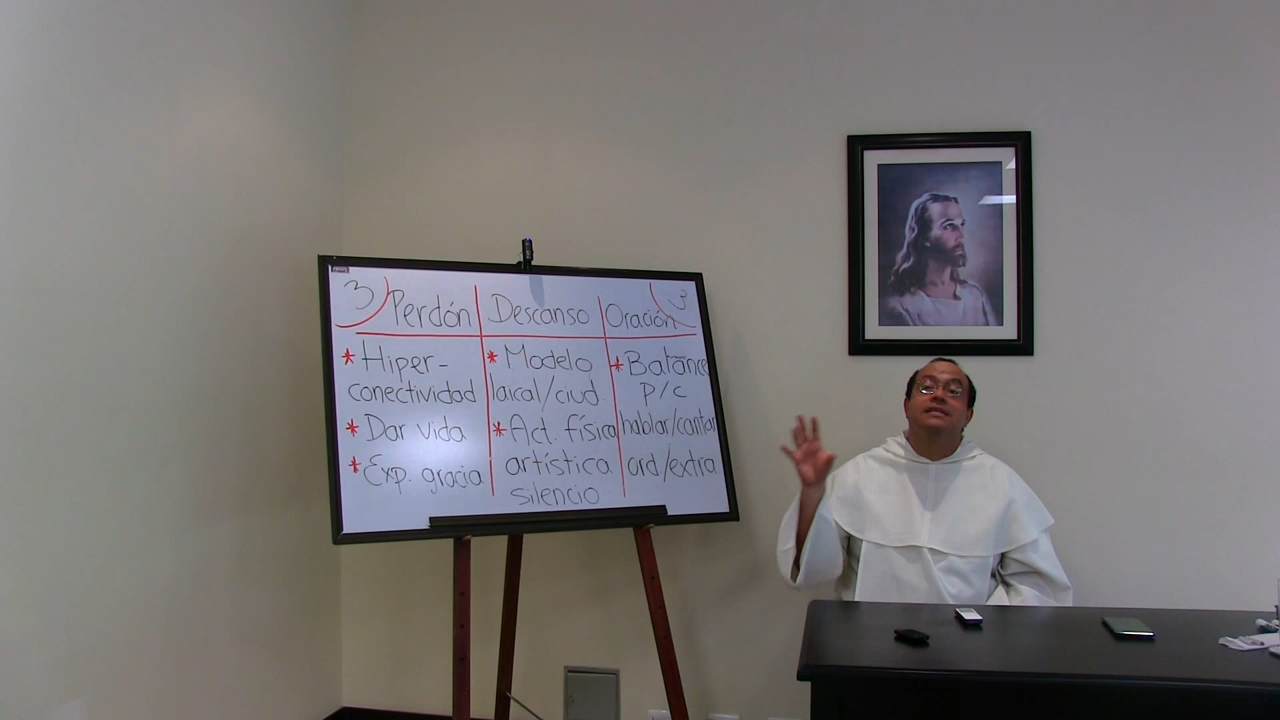 3 Perdón Descanso Oración 3
* Hiper-
conectividad
* Dar vida
* Exp. gracia
* Modelo
laical/ciud.
* Act. física
artística
silencio
* Balance
P/C
hablar/cantar
ord/extra